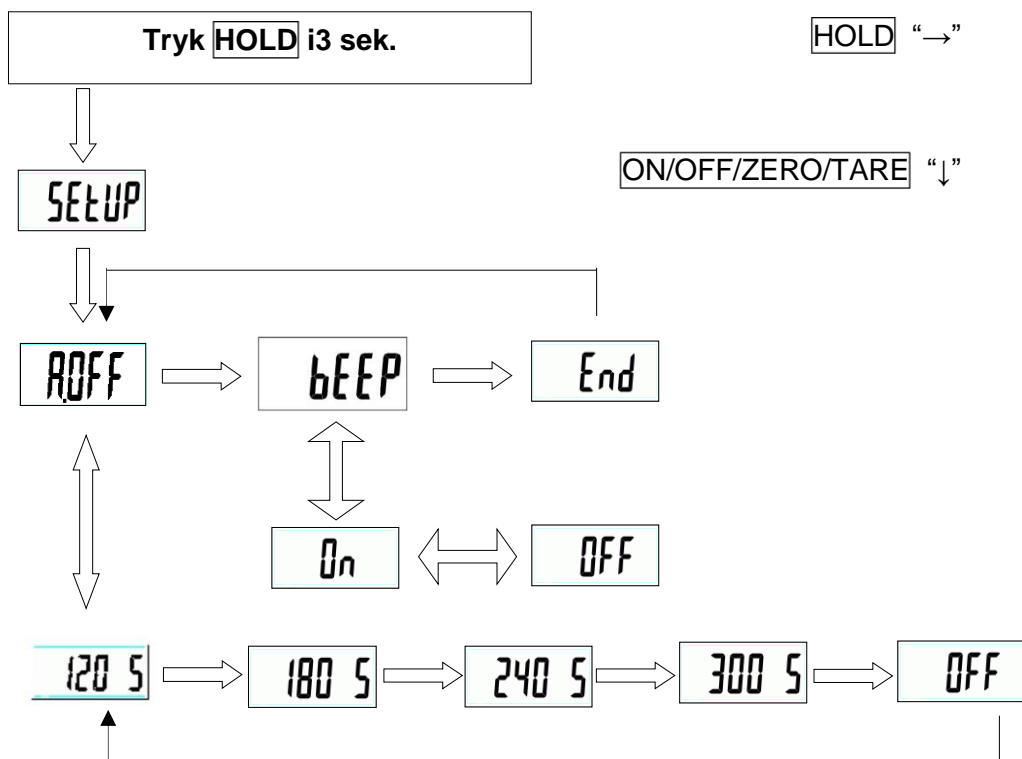 Tryk HOLD i3 sek.
HOLD “→”
ON/OFF/ZERO/TARE “↓”
SEtUP
A.OFF
bEEP
End
On
OFF
120 S
180 S
240 S
300 S
OFF